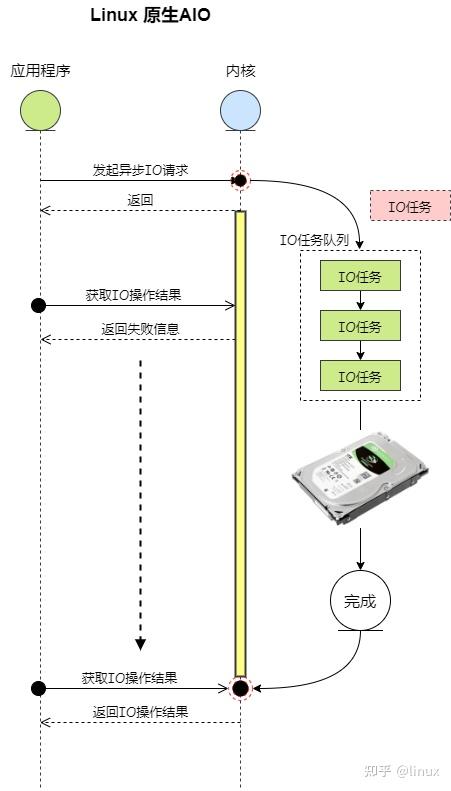 Linux 原生AIO
应用程序
内核
发起异步IO请求
返回
IO任务
IO任务队列
IO任务
获取IO操作结果
返回失败信息
IO任务
IO任务
完成
获取IO操作结果
返回IO操作结果
知乎 @linux